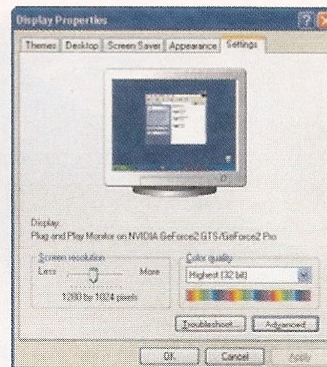 Display Properties
Themes Desktop Screen Saver Appearance Settings
Display:
Plug and Play Monitor on NVIDIA GeForce2 GTS/GeForce2 Pro
Screen resolution
Less More
1280 by 1024 pixels
Color quality
Highest (32 bit)
Troubleshoot... Advanced
OK Cancel Apply